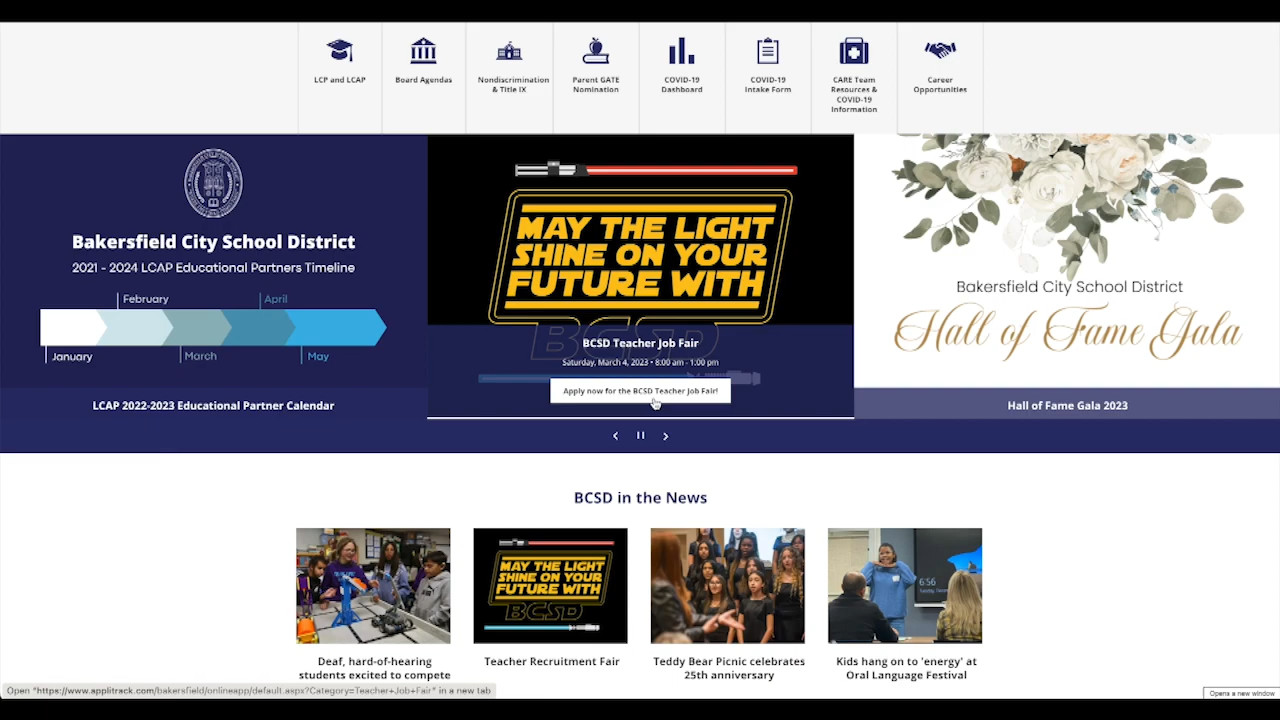 LCP and LCAP
Board Agendas
Nondiscrimination
& Title IX
Parent GATE
Nomination
COVID-19
Dashboard
COVID-19
Intake Form
CARE Team
Resources &
COVID-19
Information
Career
Opportunities
Bakersfield City School District
2021 - 2024 LCAP Educational Partners Timeline
February
April
January
March
May
LCAP 2022-2023 Educational Partner Calendar
MAY THE LIGHT
SHINE ON YOUR
FUTURE WITH
BCSD
BCSD Teacher Job Fair
Saturday, March 4, 2023 • 8:00 am - 1:00 pm
Apply now for the BCSD Teacher Job Fair!
Bakersfield City School District
Hall of Fame Gala
Hall of Fame Gala 2023
BCSD in the News
MAY THE LIGHT
SHINE ON YOUR
FUTURE WITH
BCSD
6:56
Deaf, hard-of-hearing
students excited to compete
Teacher Recruitment Fair
Teddy Bear Picnic celebrates
25th anniversary
Kids hang on to 'energy' at
Oral Language Festival
Open "https://www.applitrack.com/bakersfield/onlineapp/default.aspx?Category=Teacher+Job+Fair" in a new tab
Opens a new window